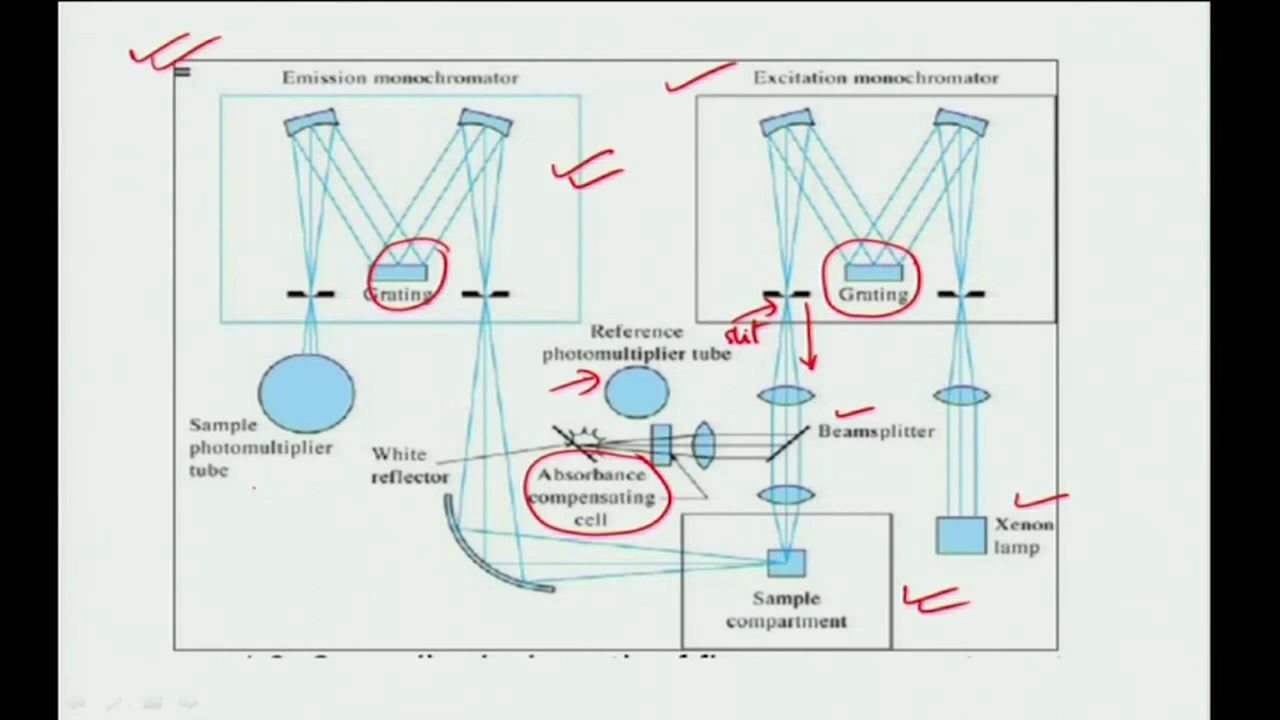 Emission monochromator
Excitation monochromator
Grating
Grating
slit
Reference
photomultiplier tube
Sample
photomultiplier
tube
White
reflector
Beamsplitter
Absorbance
compensating
cell
Xenon
lamp
Sample
compartment